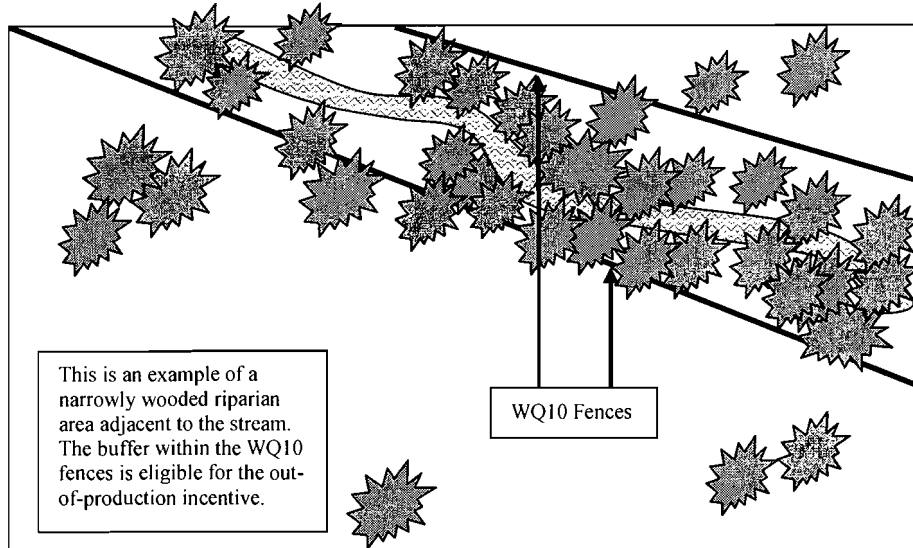 This is an example of a
narrowly wooded riparian
area adjacent to the stream.
The buffer within the WQ10
fences is eligible for the out-
of-production incentive.
WQ10 Fences